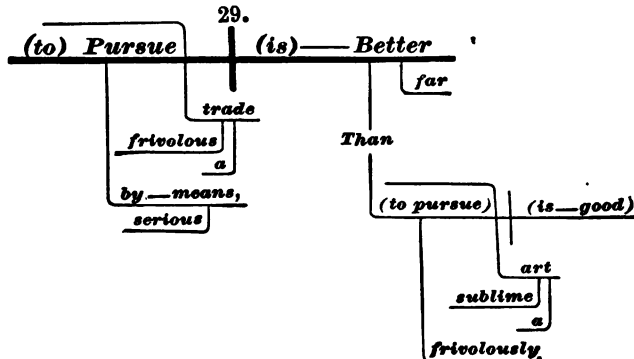 29.
(to) Pursue (is)—Better
far
trade
frivolous
a
Than
by—means,
serious
(to pursue) (is—good)
art
sublime
a
frivolously.